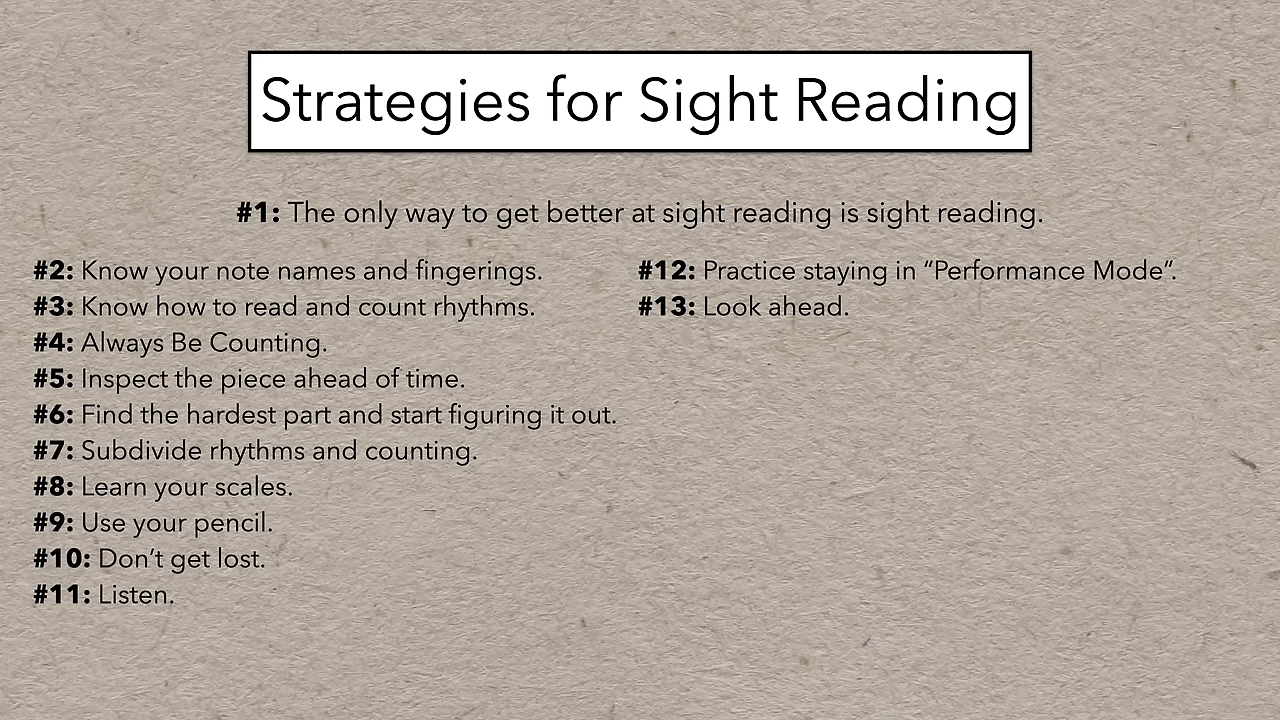 Strategies for Sight Reading
#1: The only way to get better at sight reading is sight reading.
#2: Know your note names and fingerings.
#3: Know how to read and count rhythms.
#4: Always Be Counting.
#5: Inspect the piece ahead of time.
#6: Find the hardest part and start figuring it out.
#7: Subdivide rhythms and counting.
#8: Learn your scales.
#9: Use your pencil.
#10: Don’t get lost.
#11: Listen.
#12: Practice staying in “Performance Mode”.
#13: Look ahead.